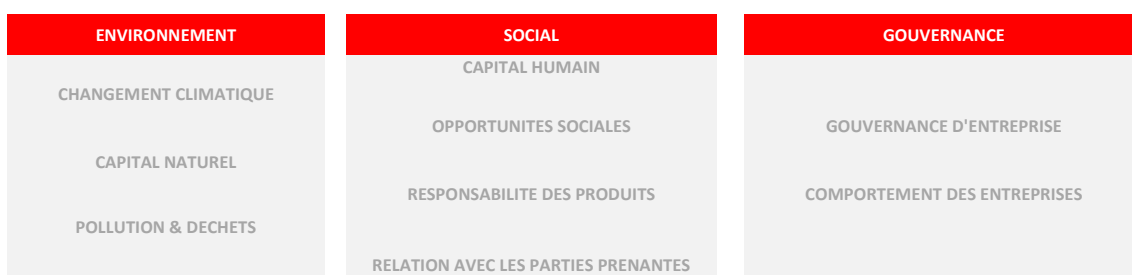 ENVIRONNEMENT
CHANGEMENT CLIMATIQUE
CAPITAL NATUREL
POLLUTION & DECHETS
SOCIAL
CAPITAL HUMAIN
OPPORTUNITES SOCIALES
RESPONSABILITE DES PRODUITS
RELATION AVEC LES PARTIES PRENANTES
GOUVERNANCE
GOUVERNANCE D'ENTREPRISE
COMPORTEMENT DES ENTREPRISES